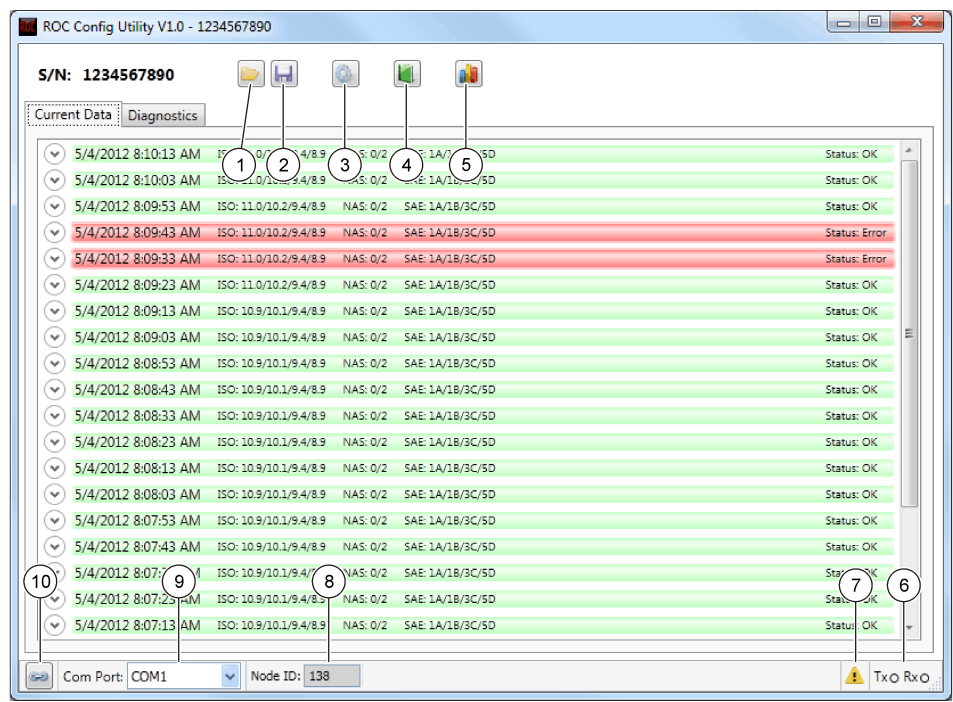 ROC ROC Config Utility V1.0 - 1234567890
S/N: 1234567890
Current Data Diagnostics
5/4/2012 8:10:13 AM 4/8.9 0/2 1A/ 5D Status: OK
1 2 3 4 5
5/4/2012 8:10:03 AM Status: OK
5/4/2012 8:09:53 AM ISO: 11.0/10.2/9.4/8.9 NAS: 0/2 SAE: 1A/1B/3C/5D Status: OK
5/4/2012 8:09:43 AM ISO: 11.0/10.2/9.4/8.9 NAS: 0/2 SAE: 1A/1B/3C/5D Status: Error
5/4/2012 8:09:33 AM ISO: 11.0/10.2/9.4/8.9 NAS: 0/2 SAE: 1A/1B/3C/5D Status: Error
5/4/2012 8:09:23 AM ISO: 11.0/10.2/9.4/8.9 NAS: 0/2 SAE: 1A/1B/3C/5D Status: OK
5/4/2012 8:09:13 AM ISO: 10.9/10.1/9.4/8.9 NAS: 0/2 SAE: 1A/1B/3C/5D Status: OK
5/4/2012 8:09:03 AM ISO: 10.9/10.1/9.4/8.9 NAS: 0/2 SAE: 1A/1B/3C/5D Status: OK
5/4/2012 8:08:53 AM ISO: 10.9/10.1/9.4/8.9 NAS: 0/2 SAE: 1A/1B/3C/5D Status: OK
5/4/2012 8:08:43 AM ISO: 10.9/10.1/9.4/8.9 NAS: 0/2 SAE: 1A/1B/3C/5D Status: OK
5/4/2012 8:08:33 AM ISO: 10.9/10.1/9.4/8.9 NAS: 0/2 SAE: 1A/1B/3C/5D Status: OK
5/4/2012 8:08:23 AM ISO: 10.9/10.1/9.4/8.9 NAS: 0/2 SAE: 1A/1B/3C/5D Status: OK
5/4/2012 8:08:13 AM ISO: 10.9/10.1/9.4/8.9 NAS: 0/2 SAE: 1A/1B/3C/5D Status: OK
5/4/2012 8:08:03 AM ISO: 10.9/10.1/9.4/8.9 NAS: 0/2 SAE: 1A/1B/3C/5D Status: OK
5/4/2012 8:07:53 AM ISO: 10.9/10.1/9.4/8.9 NAS: 0/2 SAE: 1A/1B/3C/5D Status: OK
5/4/2012 8:07:43 AM ISO: 10.9/10.1/9.4/8.9 NAS: 0/2 SAE: 1A/1B/3C/5D Status: OK
5/4/2012 NAS: 0/2 SAE: 1A/1B/3C/5D
10 9 8 7 6
5/4/2012 ISO: 10.9/10.1/9.4/8.9 NAS: 0/2 SAE: 1A/1B/3C/5D
5/4/2012 8:07:13 AM ISO: 10.9/10.1/9.4/8.9 NAS: 0/2 SAE: 1A/1B/3C/5D Status: OK
Com Port: COM1 Node ID: 138 Tx Rx